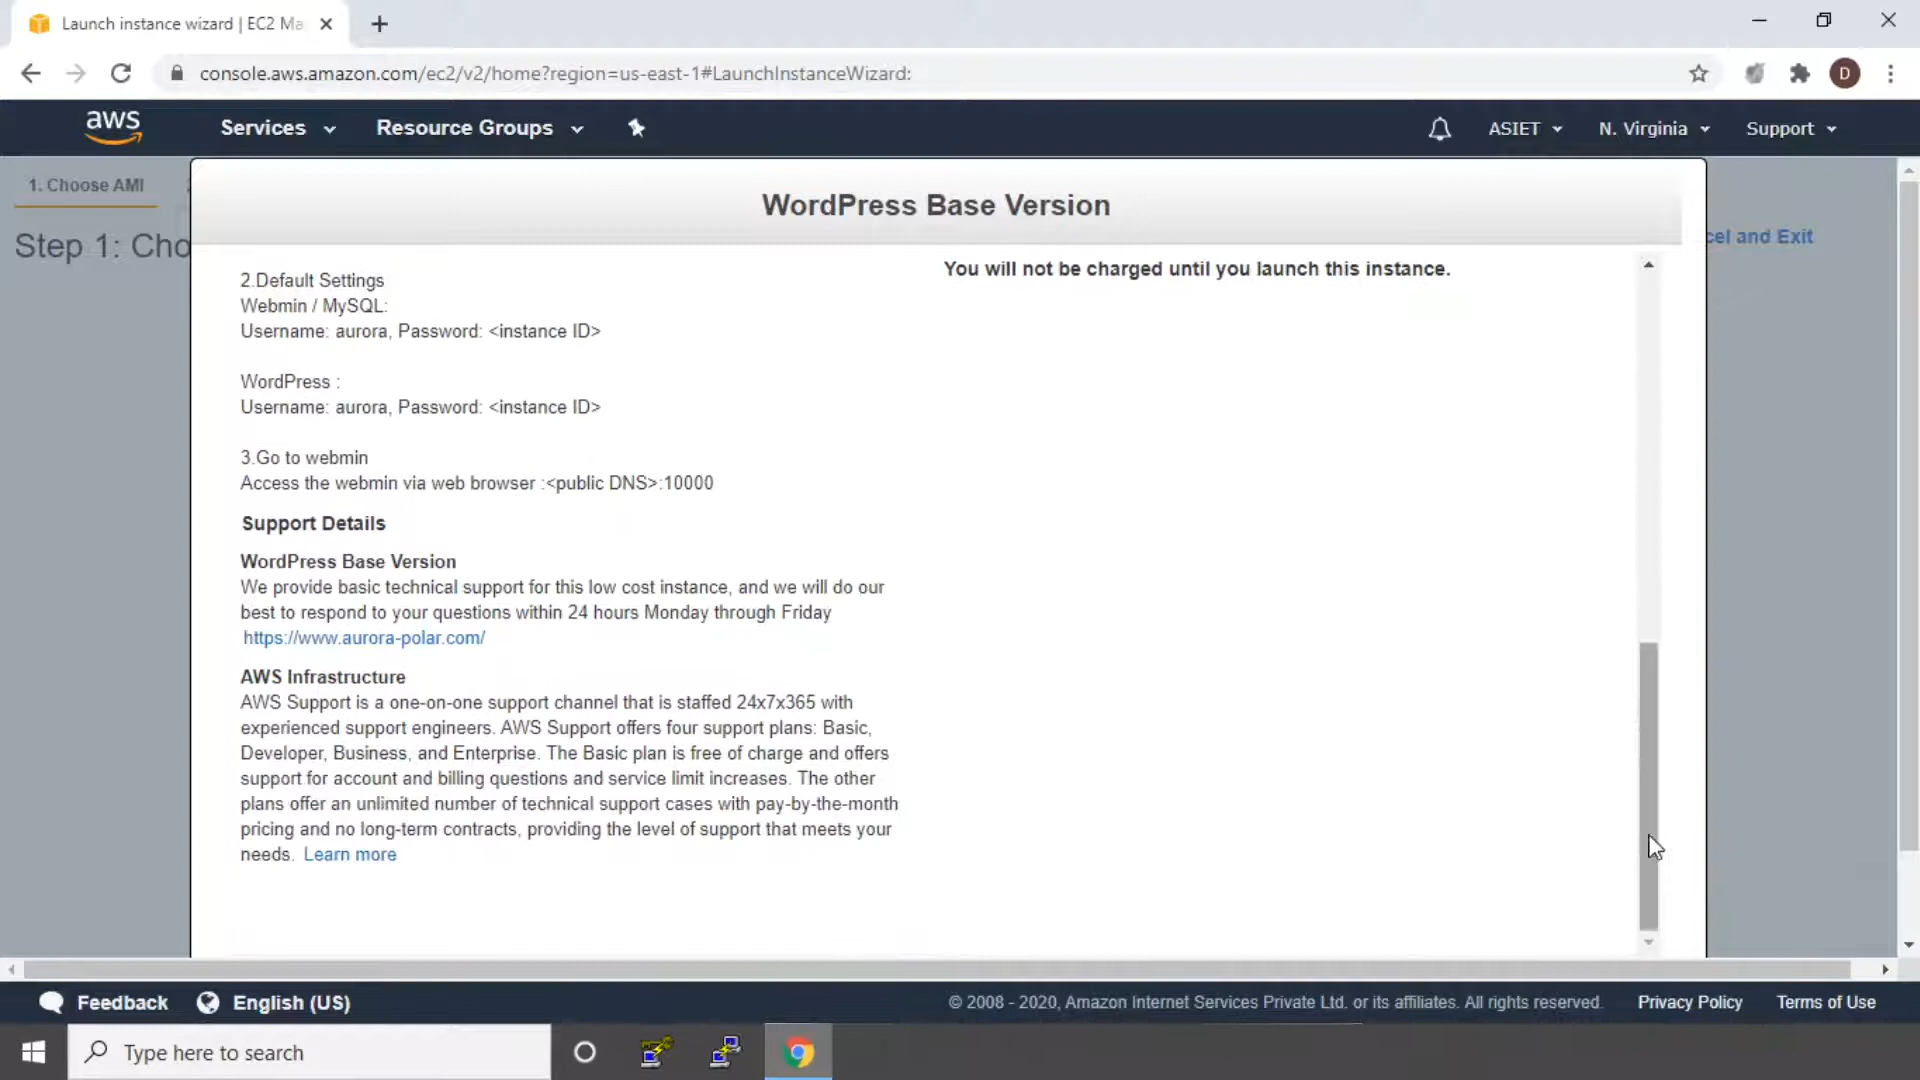 Launch instance wizard | EC2 Ma
console.aws.amazon.com/ec2/v2/home?region=us-east-1#LaunchInstanceWizard:
D
aws
Services
Resource Groups
ASIET
N. Virginia
Support
1. Choose AMI
Step 1: Cho
cel and Exit
WordPress Base Version
2.Default Settings
Webmin / MySQL:
Username: aurora, Password: <instance ID>
WordPress :
Username: aurora, Password: <instance ID>
3.Go to webmin
Access the webmin via web browser :<public DNS>:10000
Support Details
WordPress Base Version
We provide basic technical support for this low cost instance, and we will do our
best to respond to your questions within 24 hours Monday through Friday
https://www.aurora-polar.com/
AWS Infrastructure
AWS Support is a one-on-one support channel that is staffed 24x7x365 with
experienced support engineers. AWS Support offers four support plans: Basic,
Developer, Business, and Enterprise. The Basic plan is free of charge and offers
support for account and billing questions and service limit increases. The other
plans offer an unlimited number of technical support cases with pay-by-the-month
pricing and no long-term contracts, providing the level of support that meets your
needs. Learn more
You will not be charged until you launch this instance.
Feedback
English (US)
© 2008 - 2020, Amazon Internet Services Private Ltd. or its affiliates. All rights reserved.
Privacy Policy
Terms of Use
Type here to search